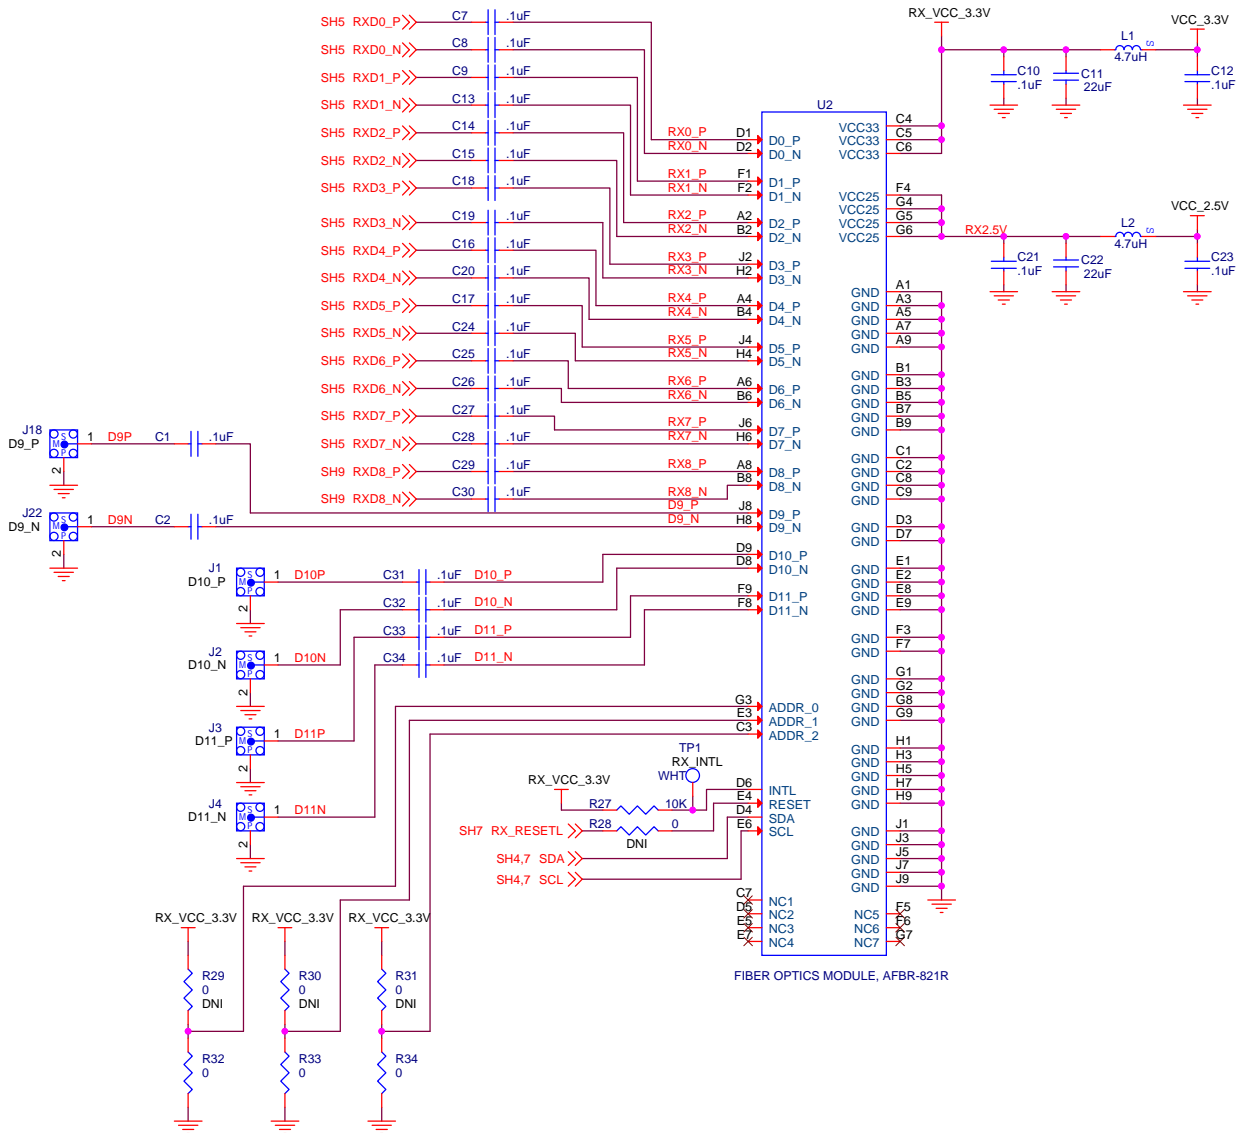 SH5 RXD0_P C7 .1uF
SH5 RXD0_N C8 .1uF
SH5 RXD1_P C9 .1uF
SH5 RXD1_N C13 .1uF
SH5 RXD2_P C14 .1uF
SH5 RXD2_N C15 .1uF
SH5 RXD3_P C18 .1uF
SH5 RXD3_N C19 .1uF
SH5 RXD4_P C16 .1uF
SH5 RXD4_N C20 .1uF
SH5 RXD5_P C17 .1uF
SH5 RXD5_N C24 .1uF
SH5 RXD6_P C25 .1uF
SH5 RXD6_N C26 .1uF
SH5 RXD7_P C27 .1uF
SH5 RXD7_N C28 .1uF
SH9 RXD8_P C29 .1uF
SH9 RXD8_N C30 .1uF
J18
D9_P
M S P
1 D9P C1 .1uF
2
J22
D9_N
M S P
1 D9N C2 .1uF
2
J1
D10_P
M S P
1 D10P C31 .1uF D10_P
2
C32 .1uF D10_N
C33 .1uF D11_P
C34 .1uF D11_N
J2
D10_N
M S P
1 D10N
2
J3
D11_P
M S P
1 D11P
2
J4
D11_N
M S P
1 D11N
2
U2
RX0_P D1 D0_P
RX0_N D2 D0_N
RX1_P F1 D1_P
RX1_N F2 D1_N
RX2_P A2 D2_P
RX2_N B2 D2_N
RX3_P J2 D3_P
RX3_N H2 D3_N
RX4_P A4 D4_P
RX4_N B4 D4_N
RX5_P J4 D5_P
RX5_N H4 D5_N
RX6_P A6 D6_P
RX6_N B6 D6_N
RX7_P J6 D7_P
RX7_N H6 D7_N
RX8_P A8 D8_P
RX8_N B8 D8_N
D9_P J8 D9_P
D9_N H8 D9_N
D9 D10_P
D8 D10_N
F9 D11_P
F8 D11_N
G3 ADDR_0
E3 ADDR_1
C3 ADDR_2
TP1
RX_INTL
WHT
RX_VCC_3.3V
R27 10K
D6 INTL
E4 RESET
SH7 RX_RESETL R28 0
DNI
D4 SDA
E6 SCL
SH4,7 SDA
SH4,7 SCL
C7 NC1
D5 NC2
E5 NC3
E7 NC4
VCC33 C4
VCC33 C5
VCC33 C6
VCC25 F4
VCC25 G4
VCC25 G5
VCC25 G6
RX2.5V
GND A1
GND A3
GND A5
GND A7
GND A9
GND B1
GND B3
GND B5
GND B7
GND B9
GND C1
GND C2
GND C8
GND C9
GND D3
GND D7
GND E1
GND E2
GND E8
GND E9
GND F3
GND F7
GND G1
GND G2
GND G8
GND G9
GND H1
GND H3
GND H5
GND H7
GND H9
GND J1
GND J3
GND J5
GND J7
GND J9
NC5 F5
NC6 F6
NC7 G7
FIBER OPTICS MODULE, AFBR-821R
RX_VCC_3.3V
VCC_3.3V
L1
4.7uH
S
C10
.1uF
C11
22uF
C12
.1uF
VCC_2.5V
L2
4.7uH
S
C21
.1uF
C22
22uF
C23
.1uF
RX_VCC_3.3V RX_VCC_3.3V RX_VCC_3.3V
R29 R30 R31
0 0 0
DNI DNI DNI
R32 R33 R34
0 0 0